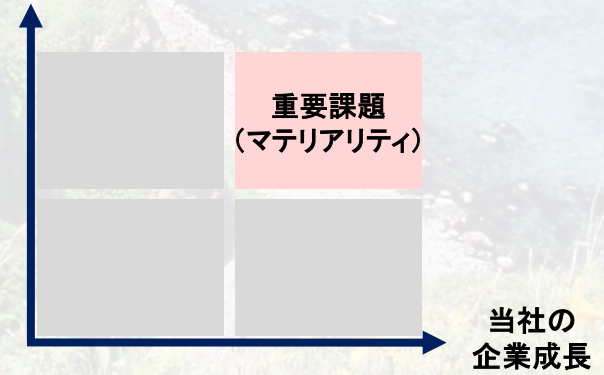 重要課題
（マテリアリティ）
当社の
企業成長